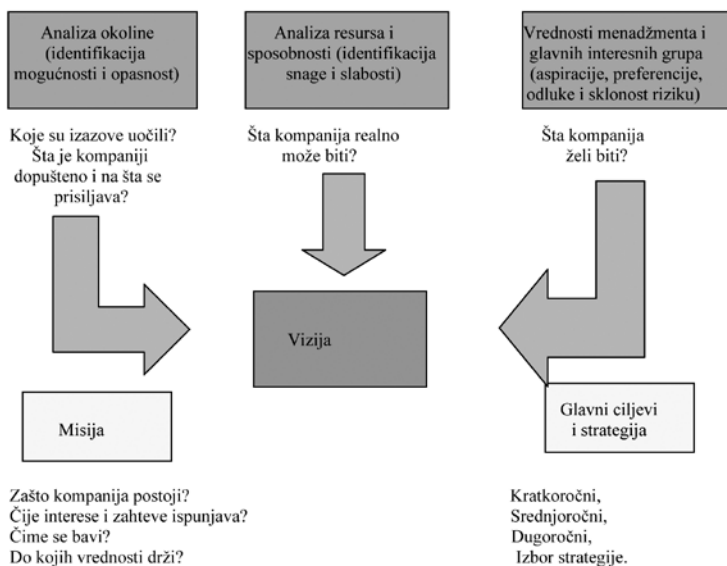 Analiza okoline
(identifikacija
mogućnosti i opasnost)
Analiza resursa i
sposobnosti (identifikacija
snage i slabosti)
Vrednosti menadžmenta i
glavnih interesnih grupa
(aspiracije, preferencije,
odluke i sklonost riziku)
Koje su izazove uočili?
Šta je kompaniji
dopušteno i na šta se
prisiljava?
Šta kompanija realno
može biti?
Šta kompanija
želi biti?
Vizija
Misija
Glavni ciljevi
i strategija
Zašto kompanija postoji?
Čije interese i zahteve ispunjava?
Čime se bavi?
Do kojih vrednosti drži?
Kratkoročni,
Srednjoročni,
Dugoročni,
Izbor strategije.